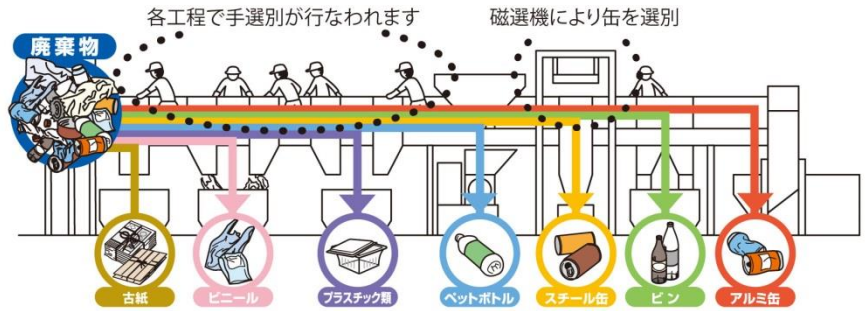 各工程で手選別が行なわれます
磁選機により缶を選別
廃棄物
古紙
ビニール
プラスチック類
ペットボトル
スチール缶
ビン
アルミ缶